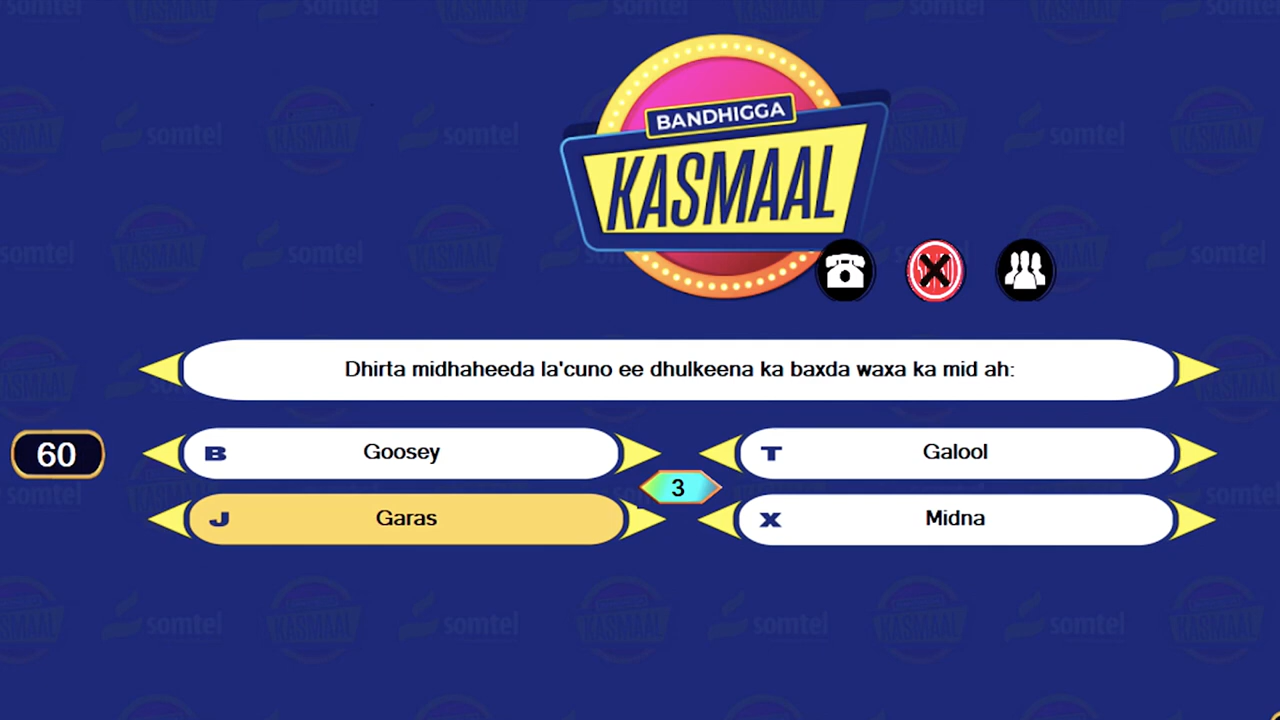 BANDHIGGA
KASMAAL
Dhirta midhaheeda la'cuno ee dhulkeena ka baxda waxa ka mid ah:
60
B Goosey
T Galool
3
J Garas
X Midna
somtel